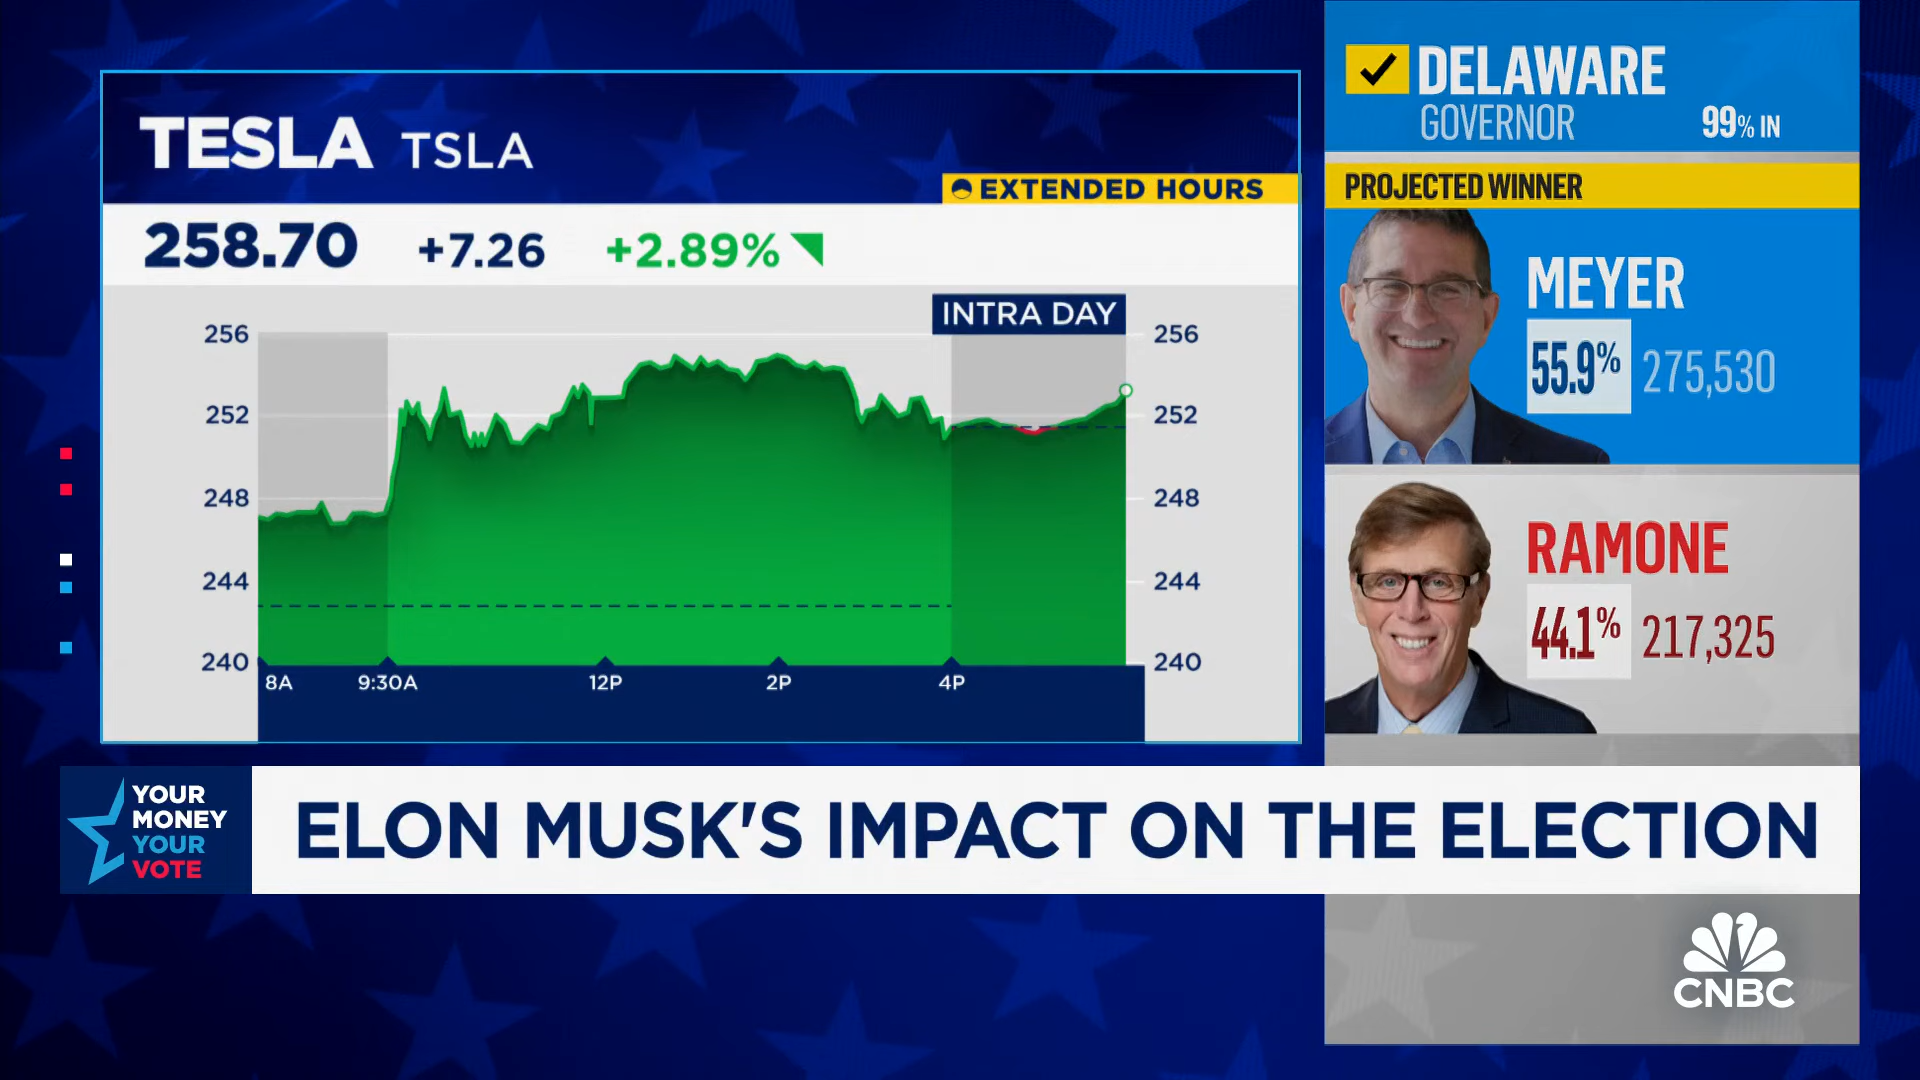 TESLA TSLA
EXTENDED HOURS
258.70 +7.26 +2.89%
INTRA DAY
256 256
252 252
248 248
244 244
240 240
8A 9:30A 12P 2P 4P
DELAWARE
GOVERNOR 99% IN
PROJECTED WINNER
MEYER
55.9% 275,530
RAMONE
44.1% 217,325
YOUR
MONEY
YOUR
VOTE
ELON MUSK'S IMPACT ON THE ELECTION
CNBC